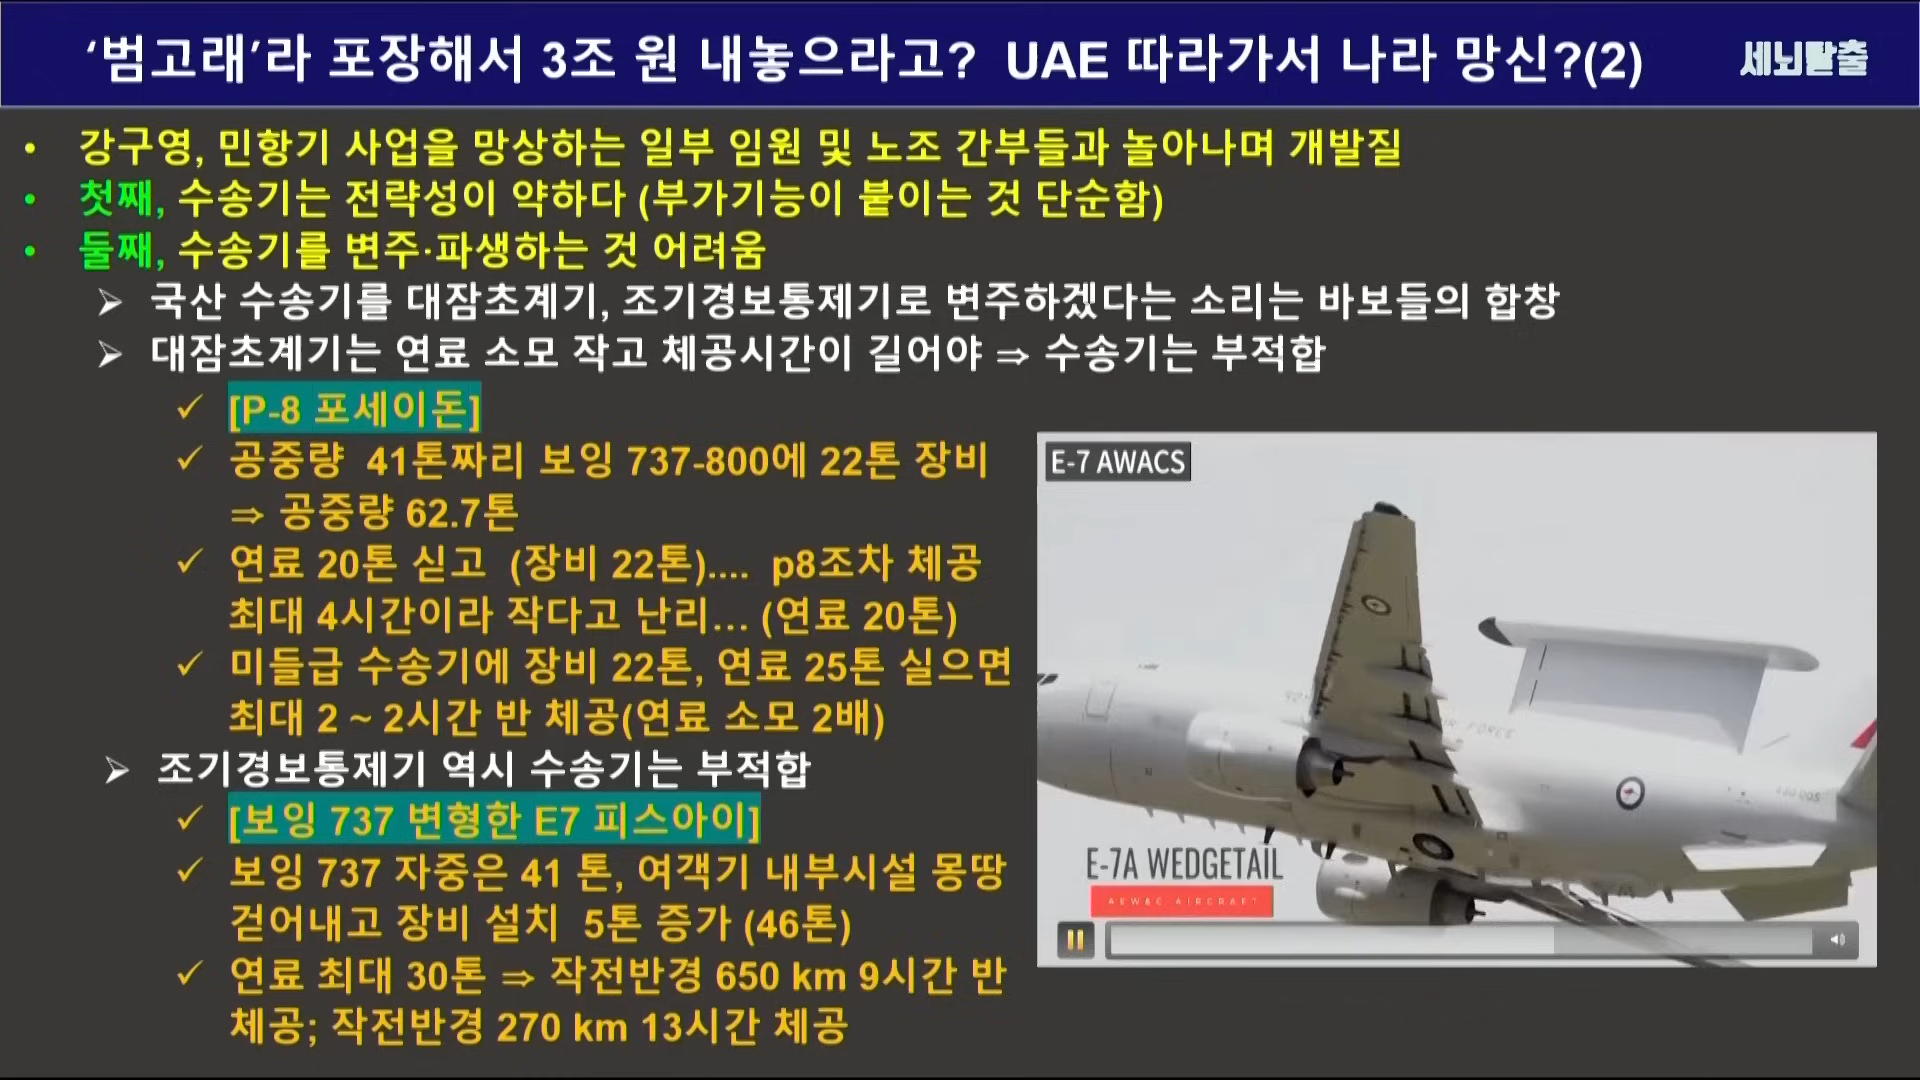 ‘범고래’라 포장해서 3조 원 내놓으라고? UAE 따라가서 나라 망신?(2)
세뇌탈출
• 강구영, 민항기 사업을 망상하는 일부 임원 및 노조 간부들과 놀아나며 개발질
• 첫째, 수송기는 전략성이 약하다 (부가기능이 붙이는 것 단순함)
• 둘째, 수송기를 변주·파생하는 것 어려움
➢ 국산 수송기를 대잠초계기, 조기경보통제기로 변주하겠다는 소리는 바보들의 합창
➢ 대잠초계기는 연료 소모 작고 체공시간이 길어야 ⇒ 수송기는 부적합
✓ [P-8 포세이돈]
✓ 공중량 41톤짜리 보잉 737-800에 22톤 장비
⇒ 공중량 62.7톤
✓ 연료 20톤 싣고 (장비 22톤).... p8조차 체공
최대 4시간이라 작다고 난리... (연료 20톤)
✓ 미들급 수송기에 장비 22톤, 연료 25톤 실으면
최대 2 ~ 2시간 반 체공(연료 소모 2배)
➢ 조기경보통제기 역시 수송기는 부적합
✓ [보잉 737 변형한 E7 피스아이]
✓ 보잉 737 자중은 41 톤, 여객기 내부시설 몽땅
걷어내고 장비 설치 5톤 증가 (46톤)
✓ 연료 최대 30톤 ⇒ 작전반경 650 km 9시간 반
체공; 작전반경 270 km 13시간 체공
E-7 AWACS
E-7A WEDGETAIL
AEW&C AIRCRAFT